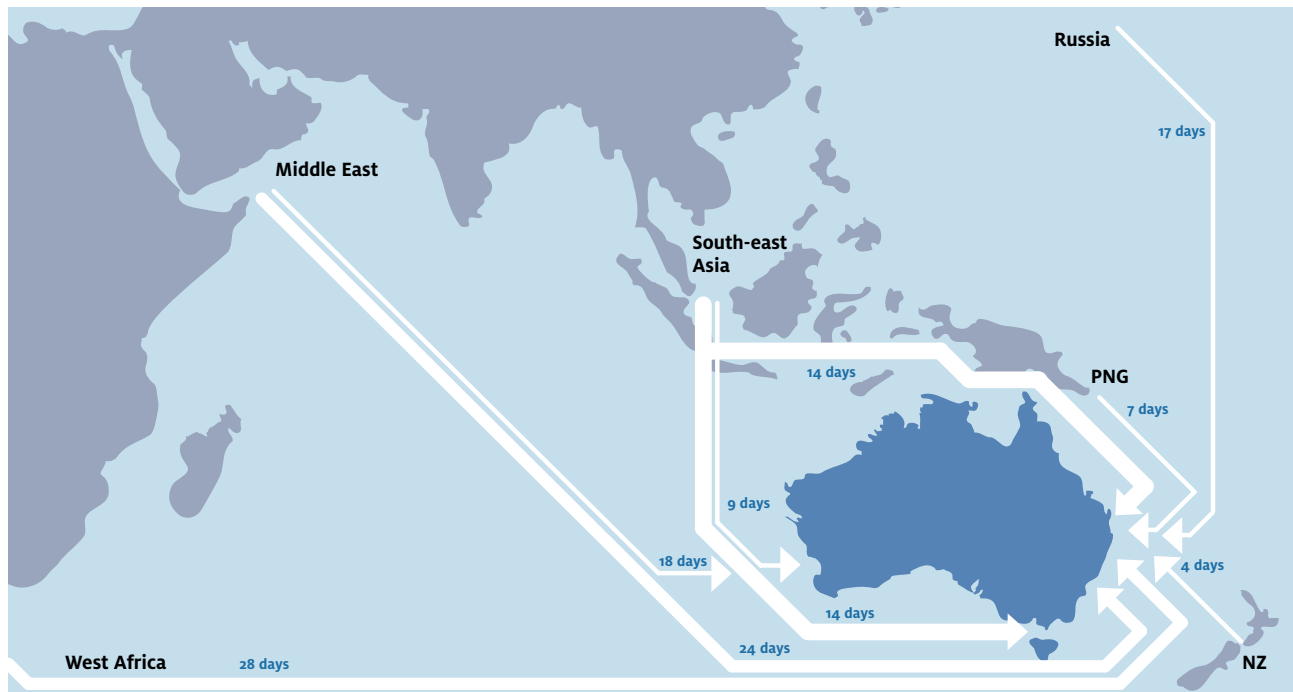 Russia
17 days
Middle East
South-east
Asia
14 days
PNG
7 days
9 days
18 days
4 days
14 days
24 days
West Africa
28 days
NZ